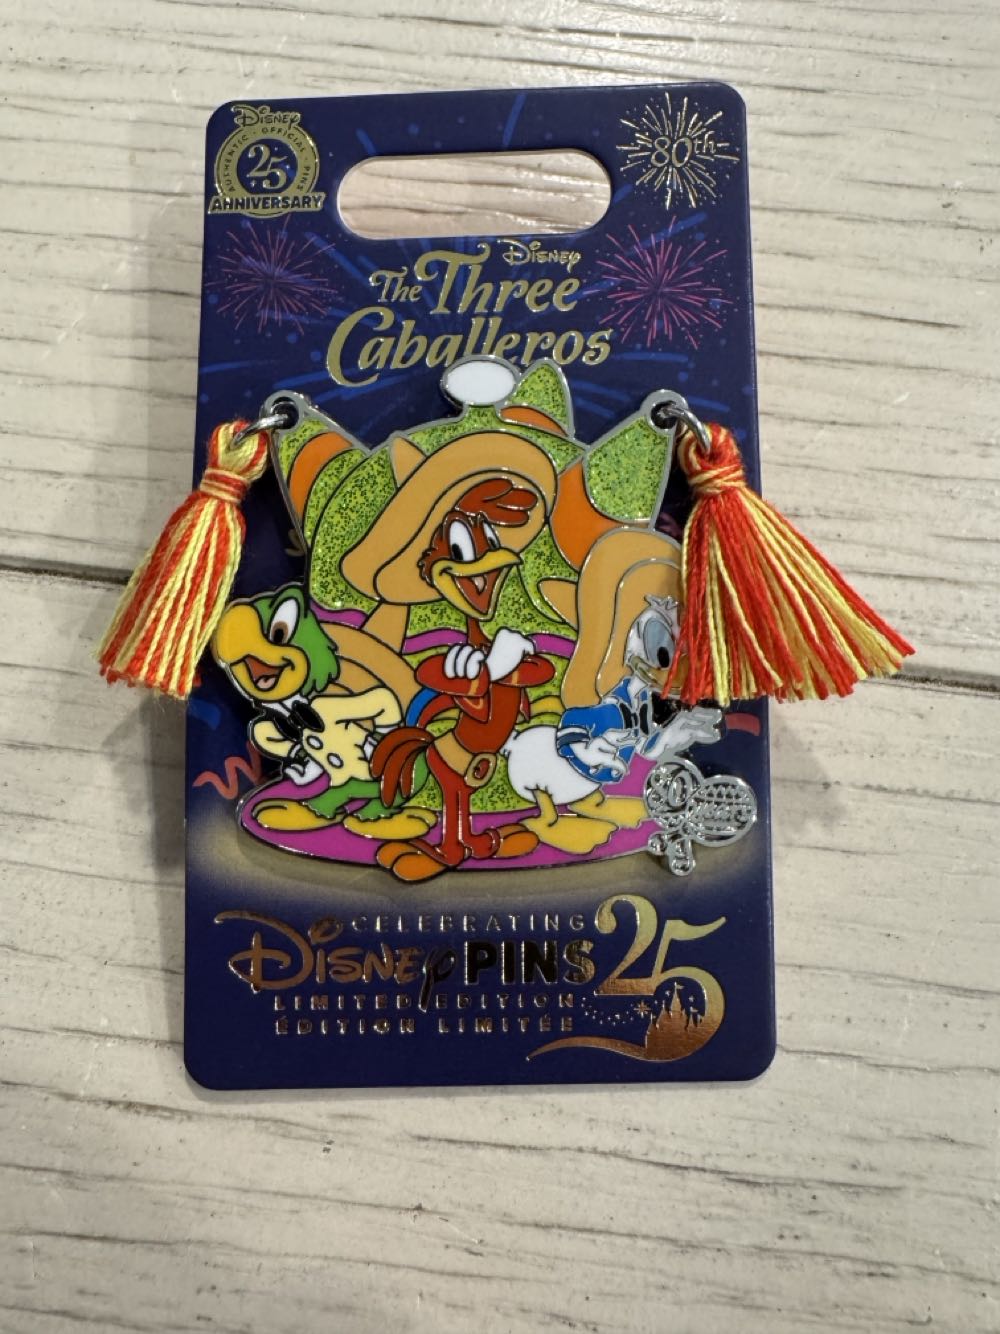 Disney
AUTHENTIC · OFFICIAL · PINS
25
ANNIVERSARY
80th
Disney
The Three
Caballeros
80
CELEBRATING
Disney PINS 25
LIMITED EDITION
ÉDITION LIMITÉE